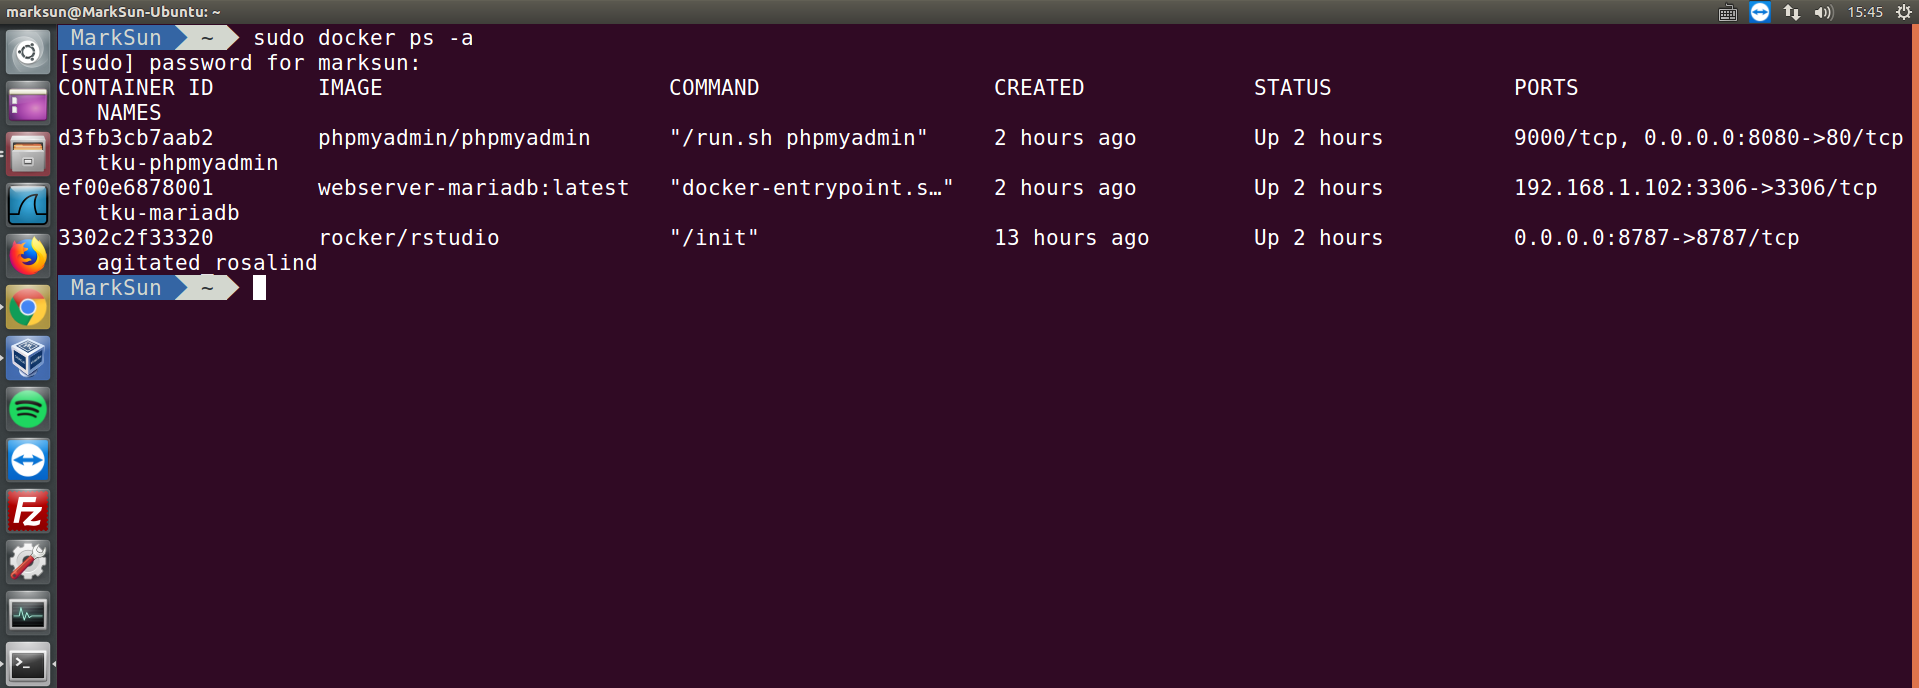 marksun@MarkSun-Ubuntu: ~
15:45
MarkSun ~ sudo docker ps -a
[sudo] password for marksun:
CONTAINER ID IMAGE COMMAND CREATED STATUS PORTS
NAMES
d3fb3cb7aab2 phpmyadmin/phpmyadmin "/run.sh phpmyadmin" 2 hours ago Up 2 hours 9000/tcp, 0.0.0.0:8080->80/tcp
tku-phpmyadmin
ef00e6878001 webserver-mariadb:latest "docker-entrypoint.s…" 2 hours ago Up 2 hours 192.168.1.102:3306->3306/tcp
tku-mariadb
3302c2f33320 rocker/rstudio "/init" 13 hours ago Up 2 hours 0.0.0.0:8787->8787/tcp
agitated_rosalind
MarkSun ~
Fz
>_